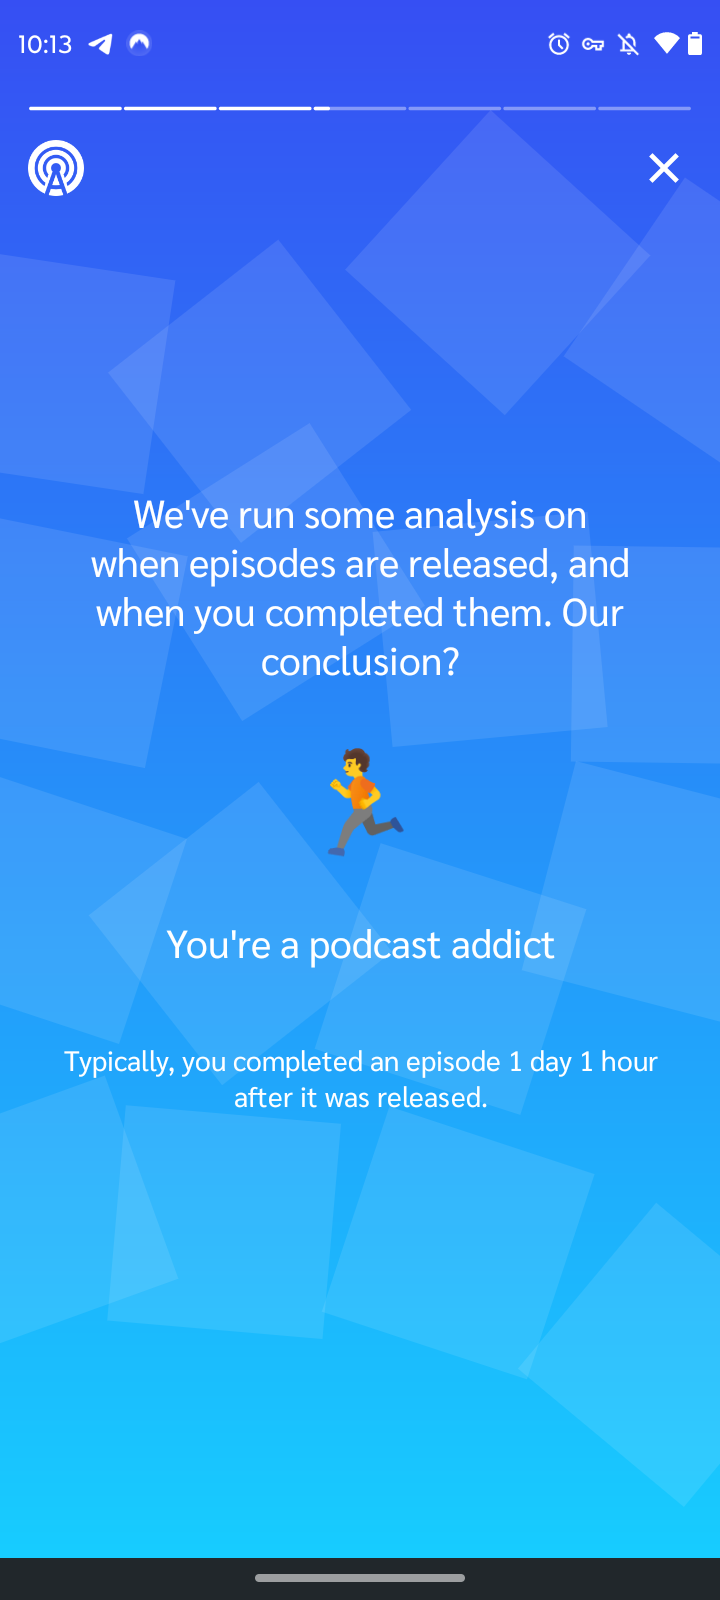 10:13
We've run some analysis on
when episodes are released, and
when you completed them. Our
conclusion?
You're a podcast addict
Typically, you completed an episode 1 day 1 hour
after it was released.